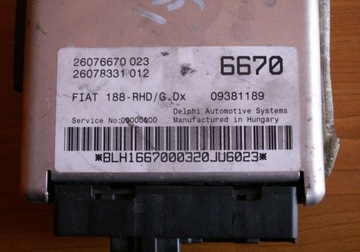 26076670 023
26078331 012
6670
FIAT 188-RHD/G.Dx 09381189
Delphi Automotive Systems
Service No:00000000 Manufactured in Hungary
*BLH1667000320JU6023*